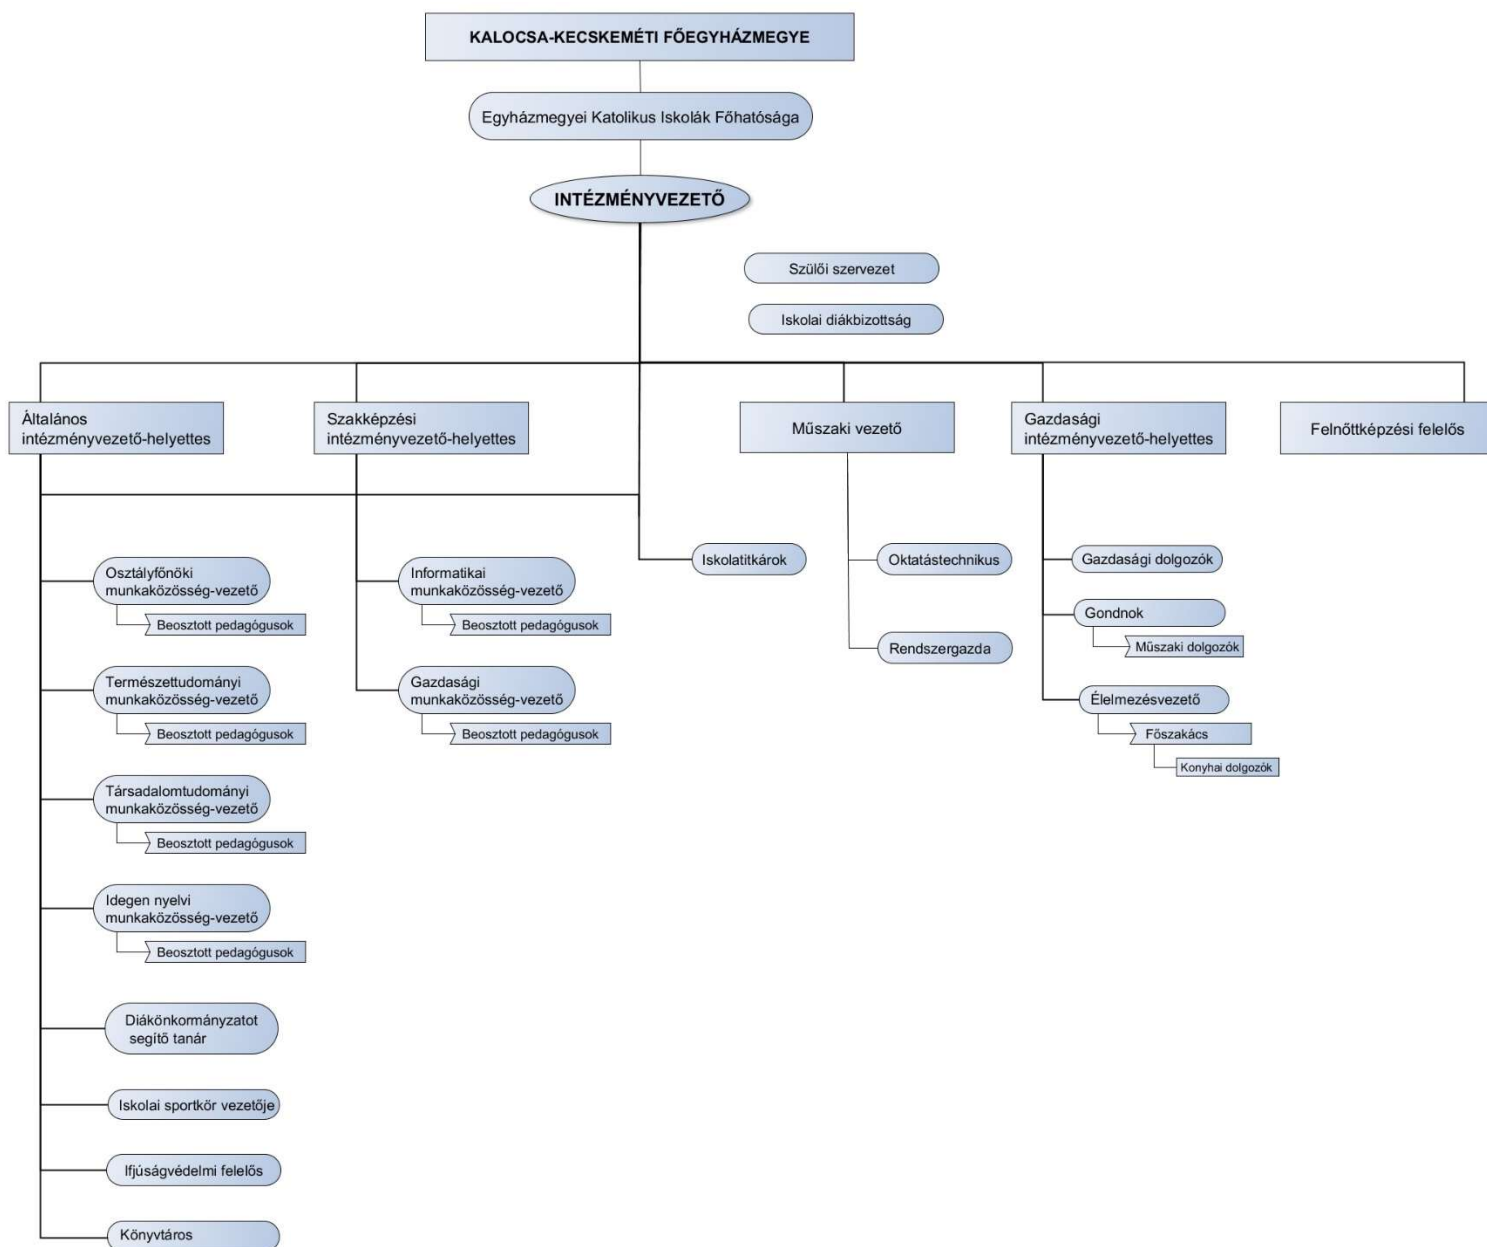 KALOCSA-KECSKEMÉTI FŐEGYHÁZMEGYE
Egyházmegyei Katolikus Iskolák Főhatósága
INTÉZMÉNYVEZETŐ
Szülői szervezet
Iskolai diákbizottság
Általános
intézményvezető-helyettes
Szakképzési
intézményvezető-helyettes
Műszaki vezető
Gazdasági
intézményvezető-helyettes
Felnőttképzési felelős
Osztályfőnöki
munkaközösség-vezető
Beosztott pedagógusok
Természettudományi
munkaközösség-vezető
Beosztott pedagógusok
Társadalomtudományi
munkaközösség-vezető
Beosztott pedagógusok
Idegen nyelvi
munkaközösség-vezető
Beosztott pedagógusok
Diákönkormányzatot
segítő tanár
Iskolai sportkör vezetője
Ifjúságvédelmi felelős
Könyvtáros
Informatikai
munkaközösség-vezető
Beosztott pedagógusok
Gazdasági
munkaközösség-vezető
Beosztott pedagógusok
Iskolatitkárok
Oktatástechnikus
Rendszergazda
Gazdasági dolgozók
Gondnok
Műszaki dolgozók
Élelmezésvezető
Főszakács
Konyhai dolgozók